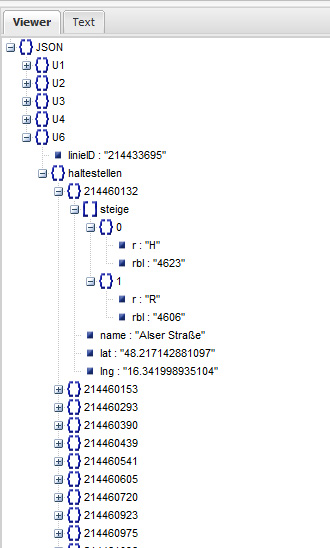 Viewer Text
JSON
U1
U2
U3
U4
U6
linieID : "214433695"
haltestellen
214460132
steige
0
r : "H"
rbl : "4623"
1
r : "R"
rbl : "4606"
name : "Alser Straße"
lat : "48.217142881097"
lng : "16.341998935104"
214460153
214460293
214460390
214460439
214460541
214460605
214460720
214460923
214460975